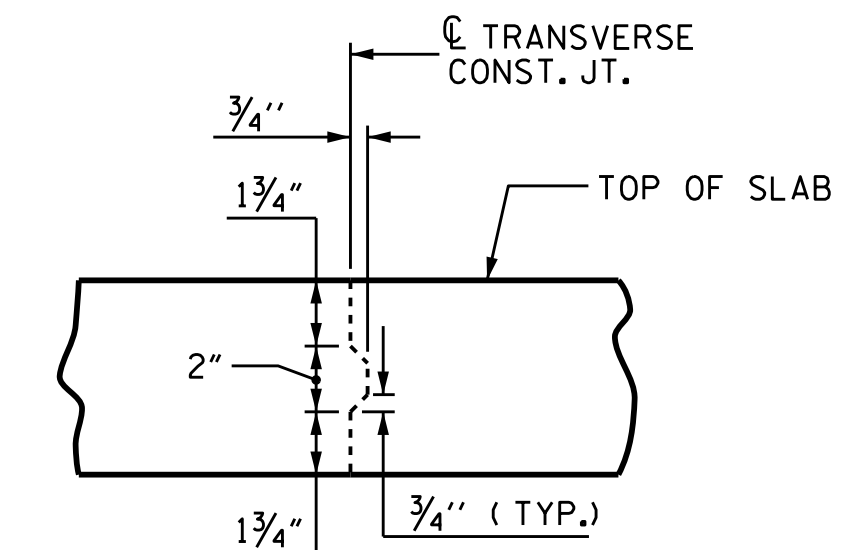 ℄ TRANSVERSE
CONST. JT.
3/4"
1 3/4"
TOP OF SLAB
2"
3/4" (TYP.)
1 3/4"